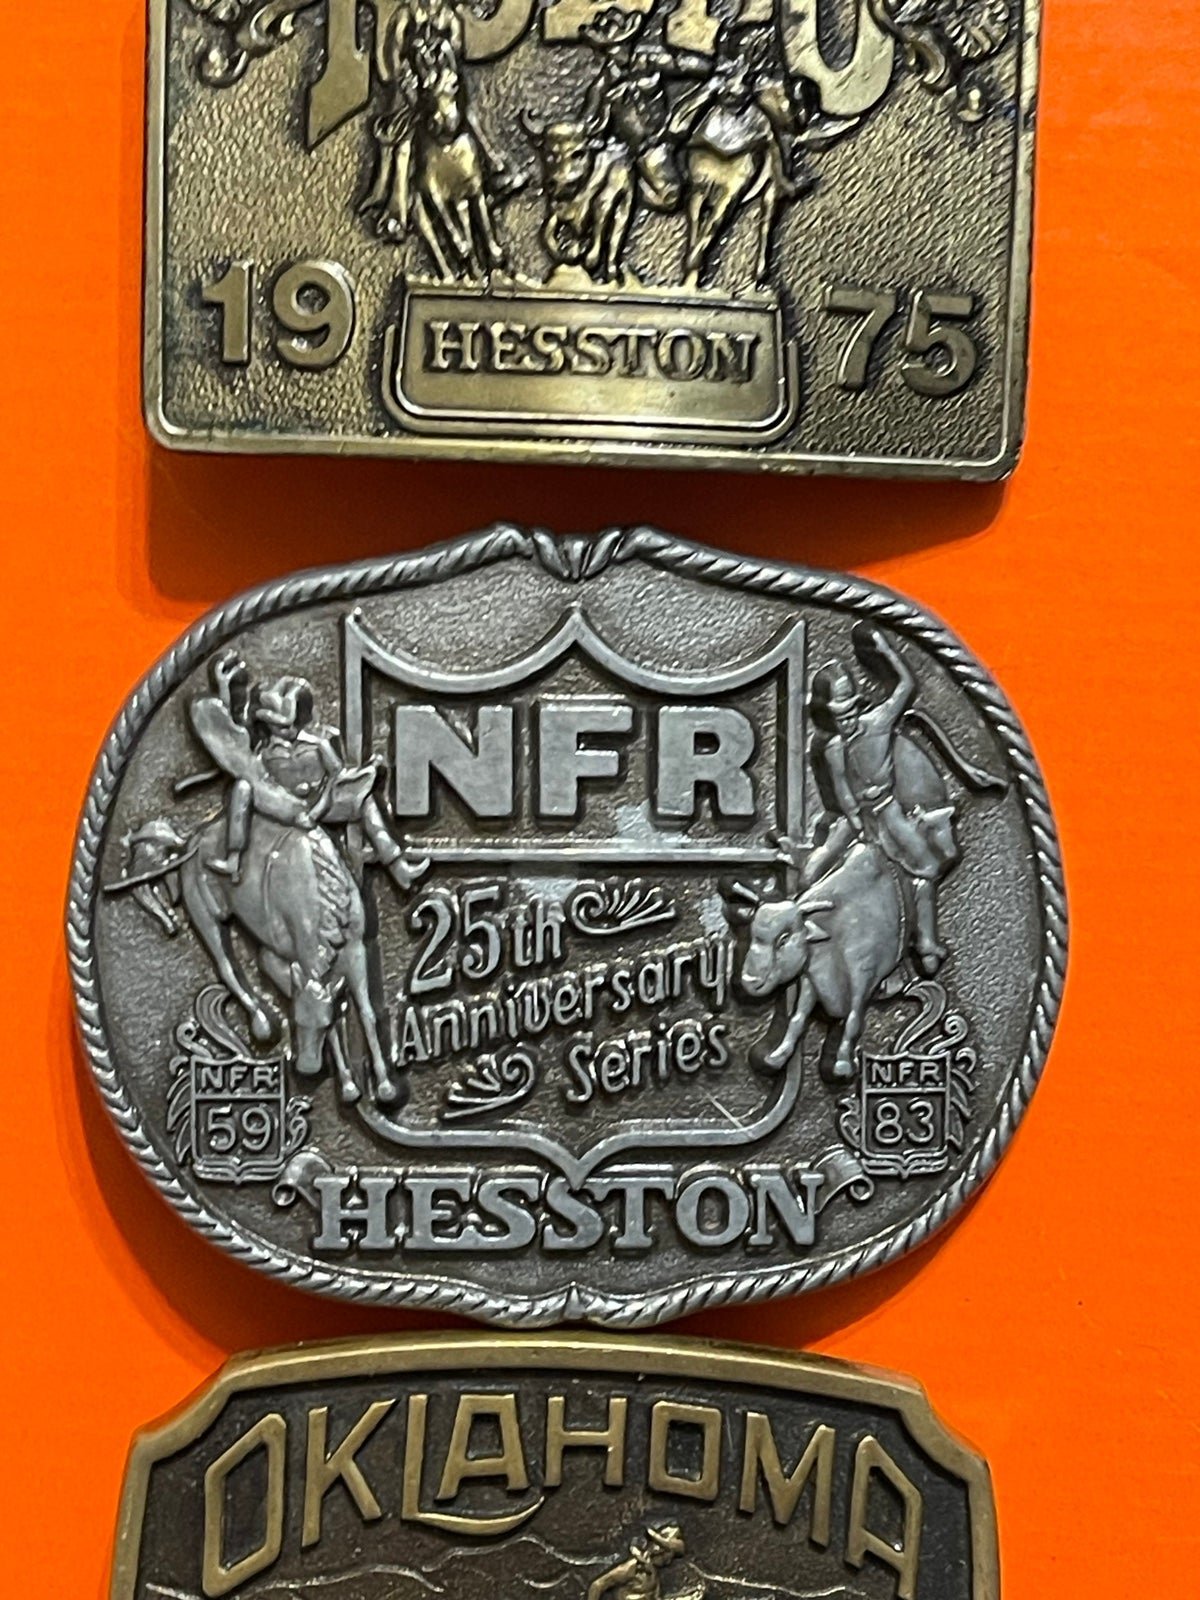 19 75
HESSTON
NFR
25th
Anniversary
Series
NFR
59
NFR
83
HESSTON
OKLAHOMA